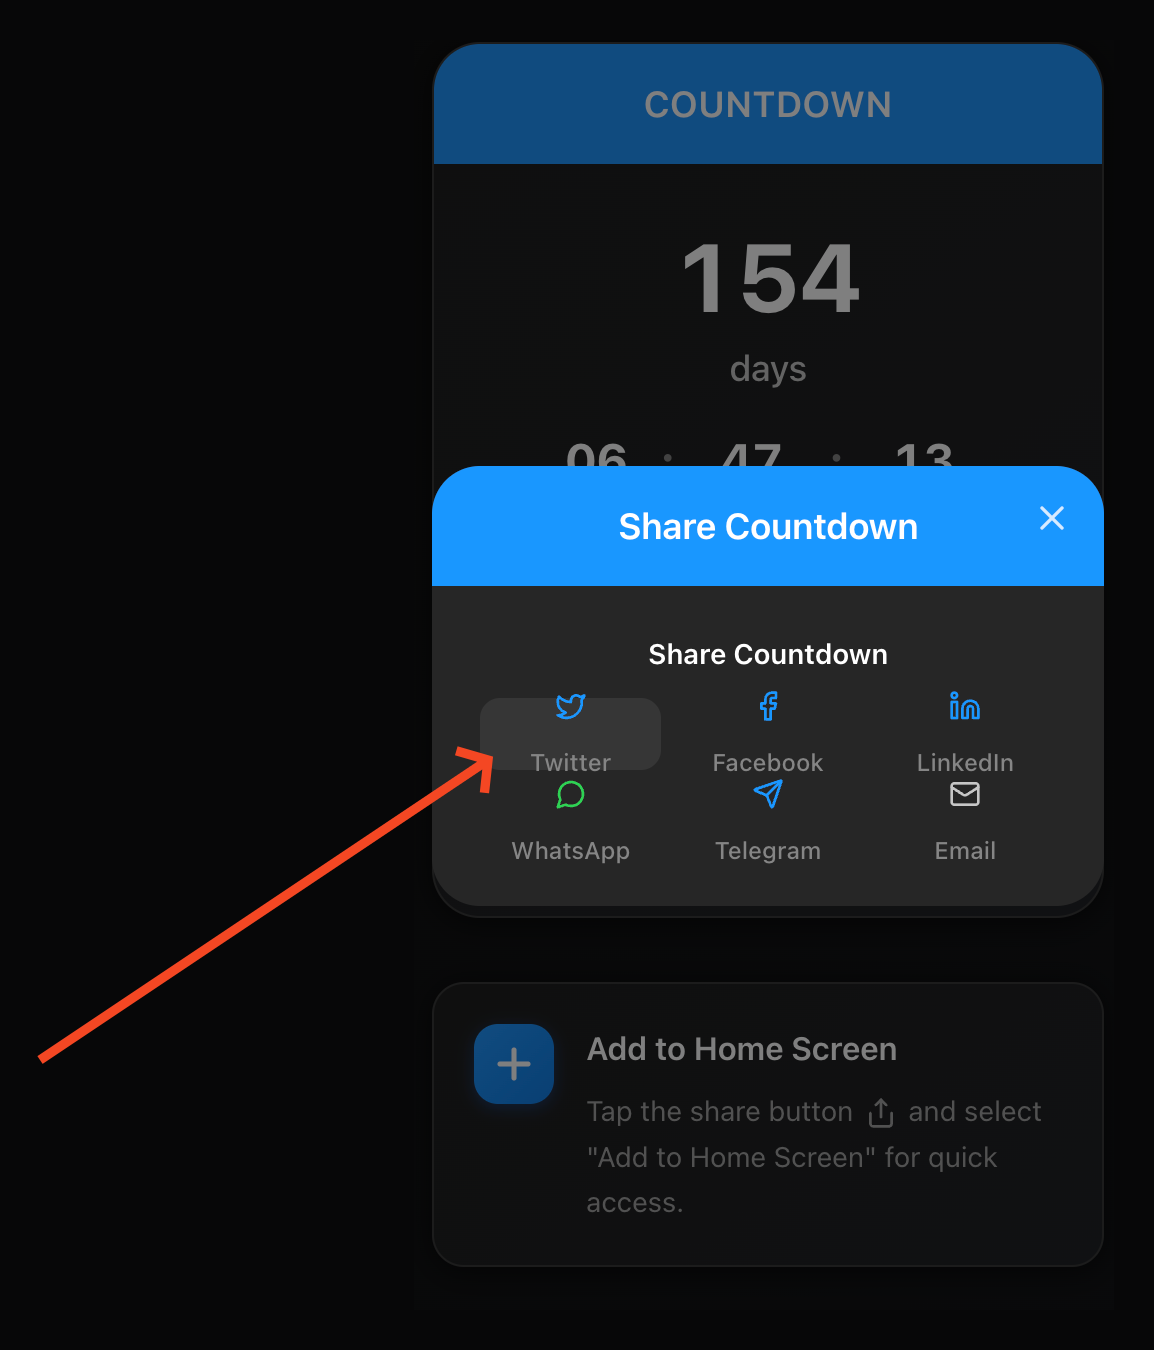 COUNTDOWN
154
days
06 : 47 : 13
Share Countdown
Share Countdown
Twitter Facebook LinkedIn
WhatsApp Telegram Email
Add to Home Screen
Tap the share button and select
"Add to Home Screen" for quick
access.